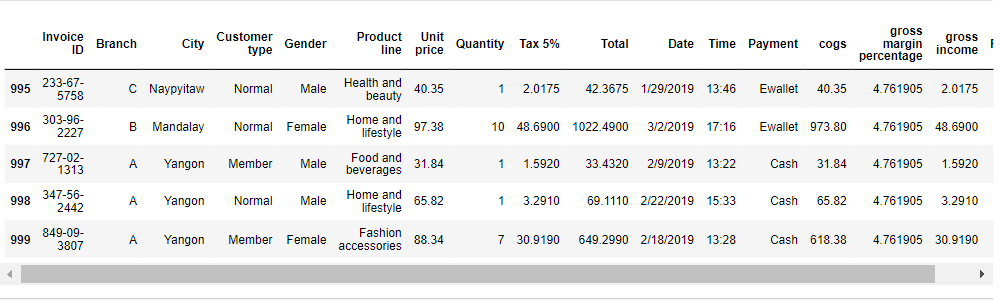 Invoice ID Branch City Customer type Gender Product line Unit price Quantity Tax 5% Total Date Time Payment cogs gross margin percentage gross income
995 233-67-5758 C Naypyitaw Normal Male Health and beauty 40.35 1 2.0175 42.3675 1/29/2019 13:46 Ewallet 40.35 4.761905 2.0175
996 303-96-2227 B Mandalay Normal Female Home and lifestyle 97.38 10 48.6900 1022.4900 3/2/2019 17:16 Ewallet 973.80 4.761905 48.6900
997 727-02-1313 A Yangon Member Male Food and beverages 31.84 1 1.5920 33.4320 2/9/2019 13:22 Cash 31.84 4.761905 1.5920
998 347-56-2442 A Yangon Normal Male Home and lifestyle 65.82 1 3.2910 69.1110 2/22/2019 15:33 Cash 65.82 4.761905 3.2910
999 849-09-3807 A Yangon Member Female Fashion accessories 88.34 7 30.9190 649.2990 2/18/2019 13:28 Cash 618.38 4.761905 30.9190